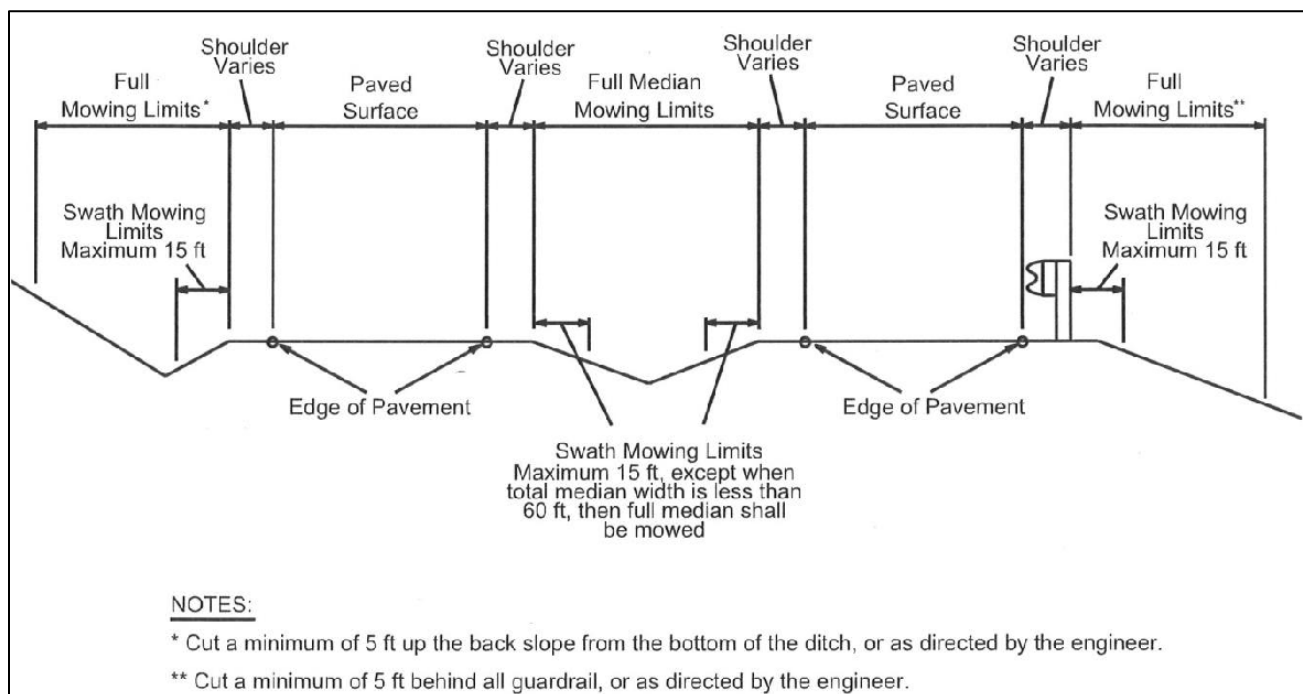 Shoulder
Varies
Shoulder
Varies
Shoulder
Varies
Shoulder
Varies
Full
Mowing Limits*
Paved
Surface
Full Median
Mowing Limits
Paved
Surface
Full
Mowing Limits**
Swath Mowing
Limits
Maximum 15 ft
Swath Mowing
Limits
Maximum 15 ft
Edge of Pavement
Edge of Pavement
Swath Mowing Limits
Maximum 15 ft, except when
total median width is less than
60 ft, then full median shall
be mowed
NOTES:
* Cut a minimum of 5 ft up the back slope from the bottom of the ditch, or as directed by the engineer.
** Cut a minimum of 5 ft behind all guardrail, or as directed by the engineer.